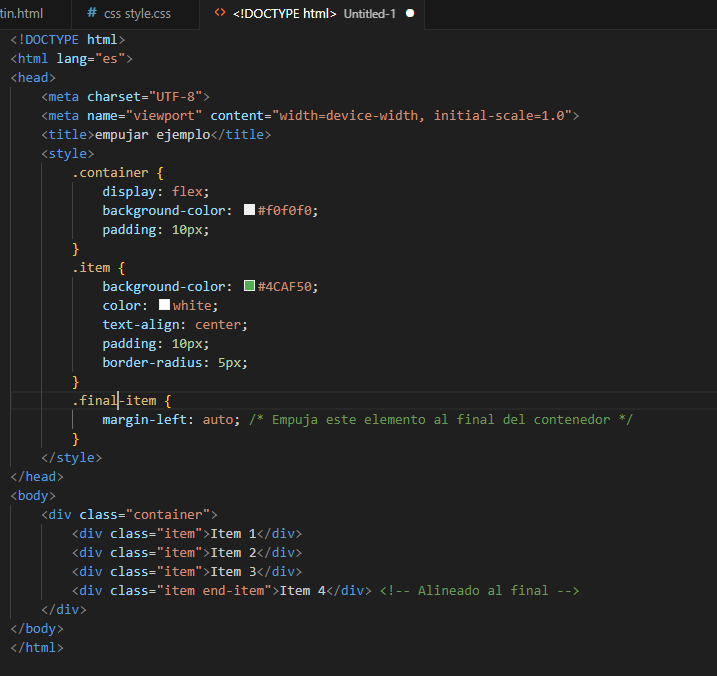 tin.html # css style.css <> <!DOCTYPE html> Untitled-1 ●
<!DOCTYPE html>
<html lang="es">
<head>
    <meta charset="UTF-8">
    <meta name="viewport" content="width=device-width, initial-scale=1.0">
    <title>empujar ejemplo</title>
    <style>
        .container {
            display: flex;
            background-color: #f0f0f0;
            padding: 10px;
        }
        .item {
            background-color: #4CAF50;
            color: white;
            text-align: center;
            padding: 10px;
            border-radius: 5px;
        }
        .final-item {
            margin-left: auto; /* Empuja este elemento al final del contenedor */
        }
    </style>
</head>
<body>
    <div class="container">
        <div class="item">Item 1</div>
        <div class="item">Item 2</div>
        <div class="item">Item 3</div>
        <div class="item end-item">Item 4</div> <!-- Alineado al final -->
    </div>
</body>
</html>